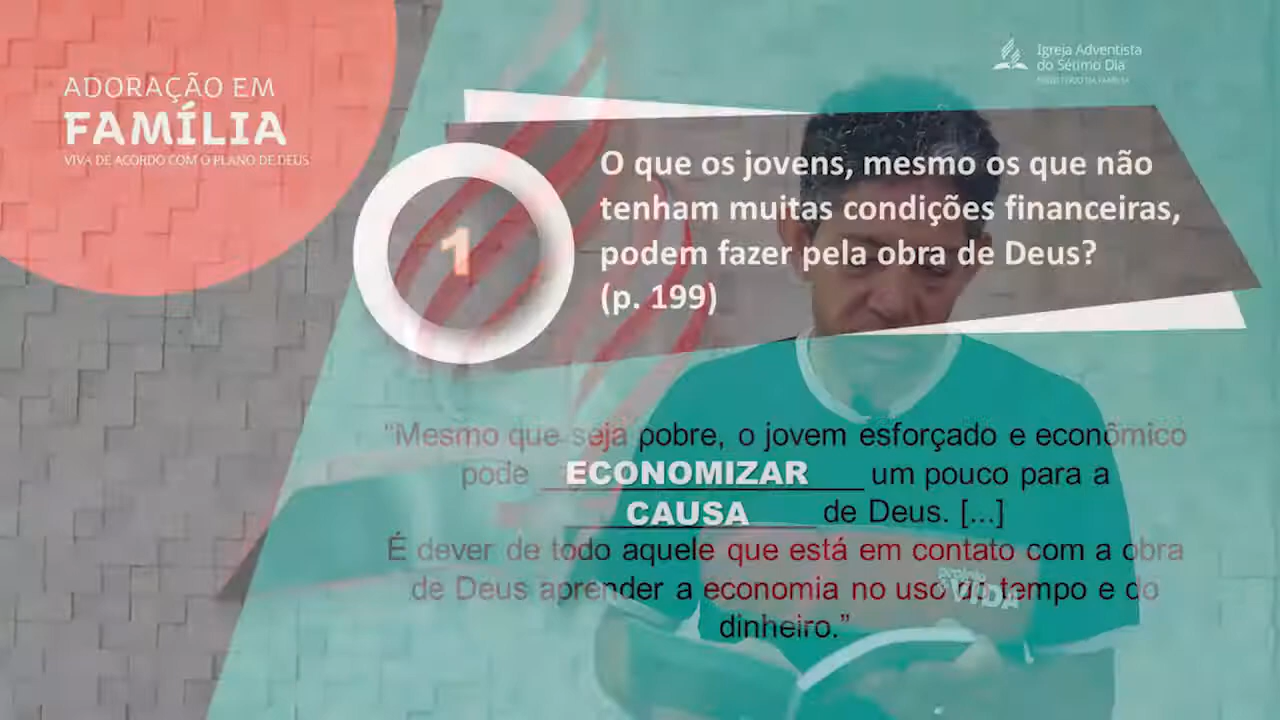 ADORAÇÃO EM
FAMÍLIA
VIVA DE ACORDO COM O PLANO DE DEUS
Igreja Adventista
do Sétimo Dia
1
O que os jovens, mesmo os que não
tenham muitas condições financeiras,
podem fazer pela obra de Deus?
(p. 199)
"Mesmo que seja pobre, o jovem esforçado e econômico
pode ECONOMIZAR um pouco para a
CAUSA de Deus. [...]
É dever de todo aquele que está em contato com a obra
de Deus aprender a economia no uso do tempo e do
dinheiro."
VIDA